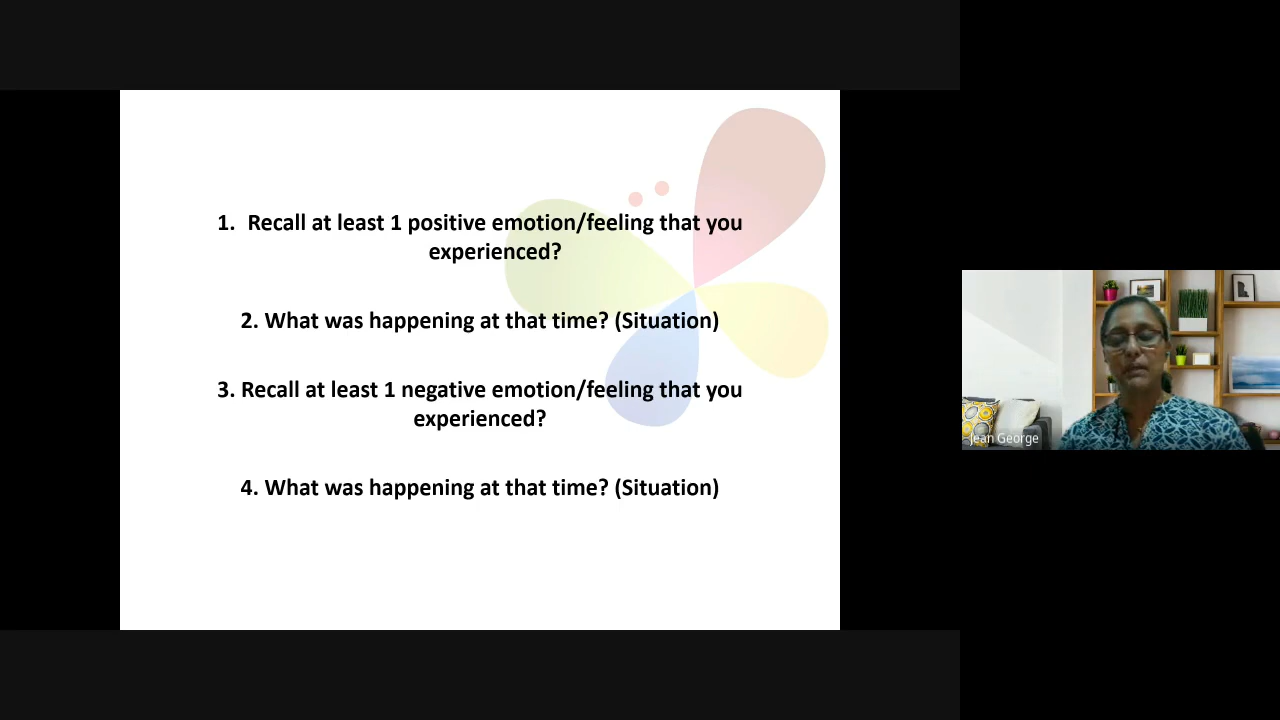 1. Recall at least 1 positive emotion/feeling that you
experienced?
2. What was happening at that time? (Situation)
3. Recall at least 1 negative emotion/feeling that you
experienced?
4. What was happening at that time? (Situation)
Jean George